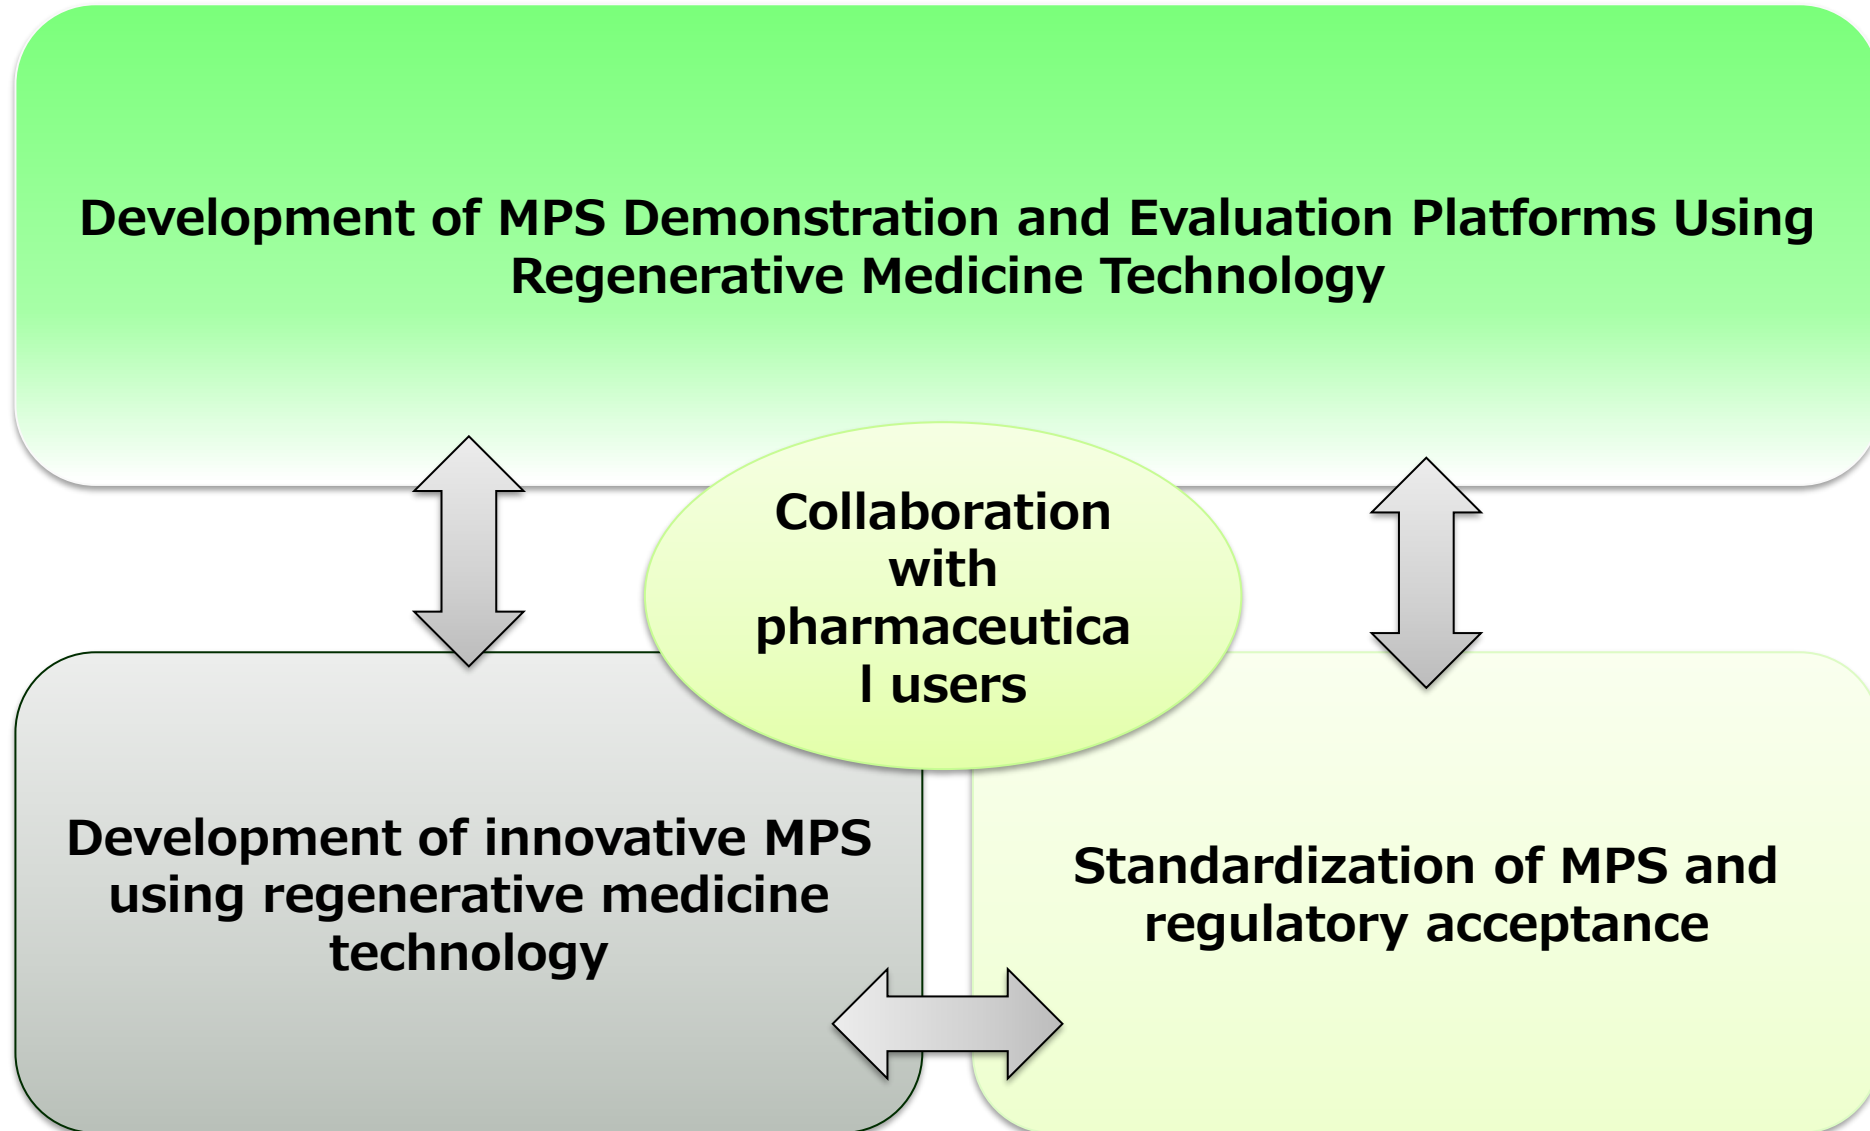 Development of MPS Demonstration and Evaluation Platforms Using
Regenerative Medicine Technology
Collaboration
with
pharmaceutica
l users
Development of innovative MPS
using regenerative medicine
technology
Standardization of MPS and
regulatory acceptance